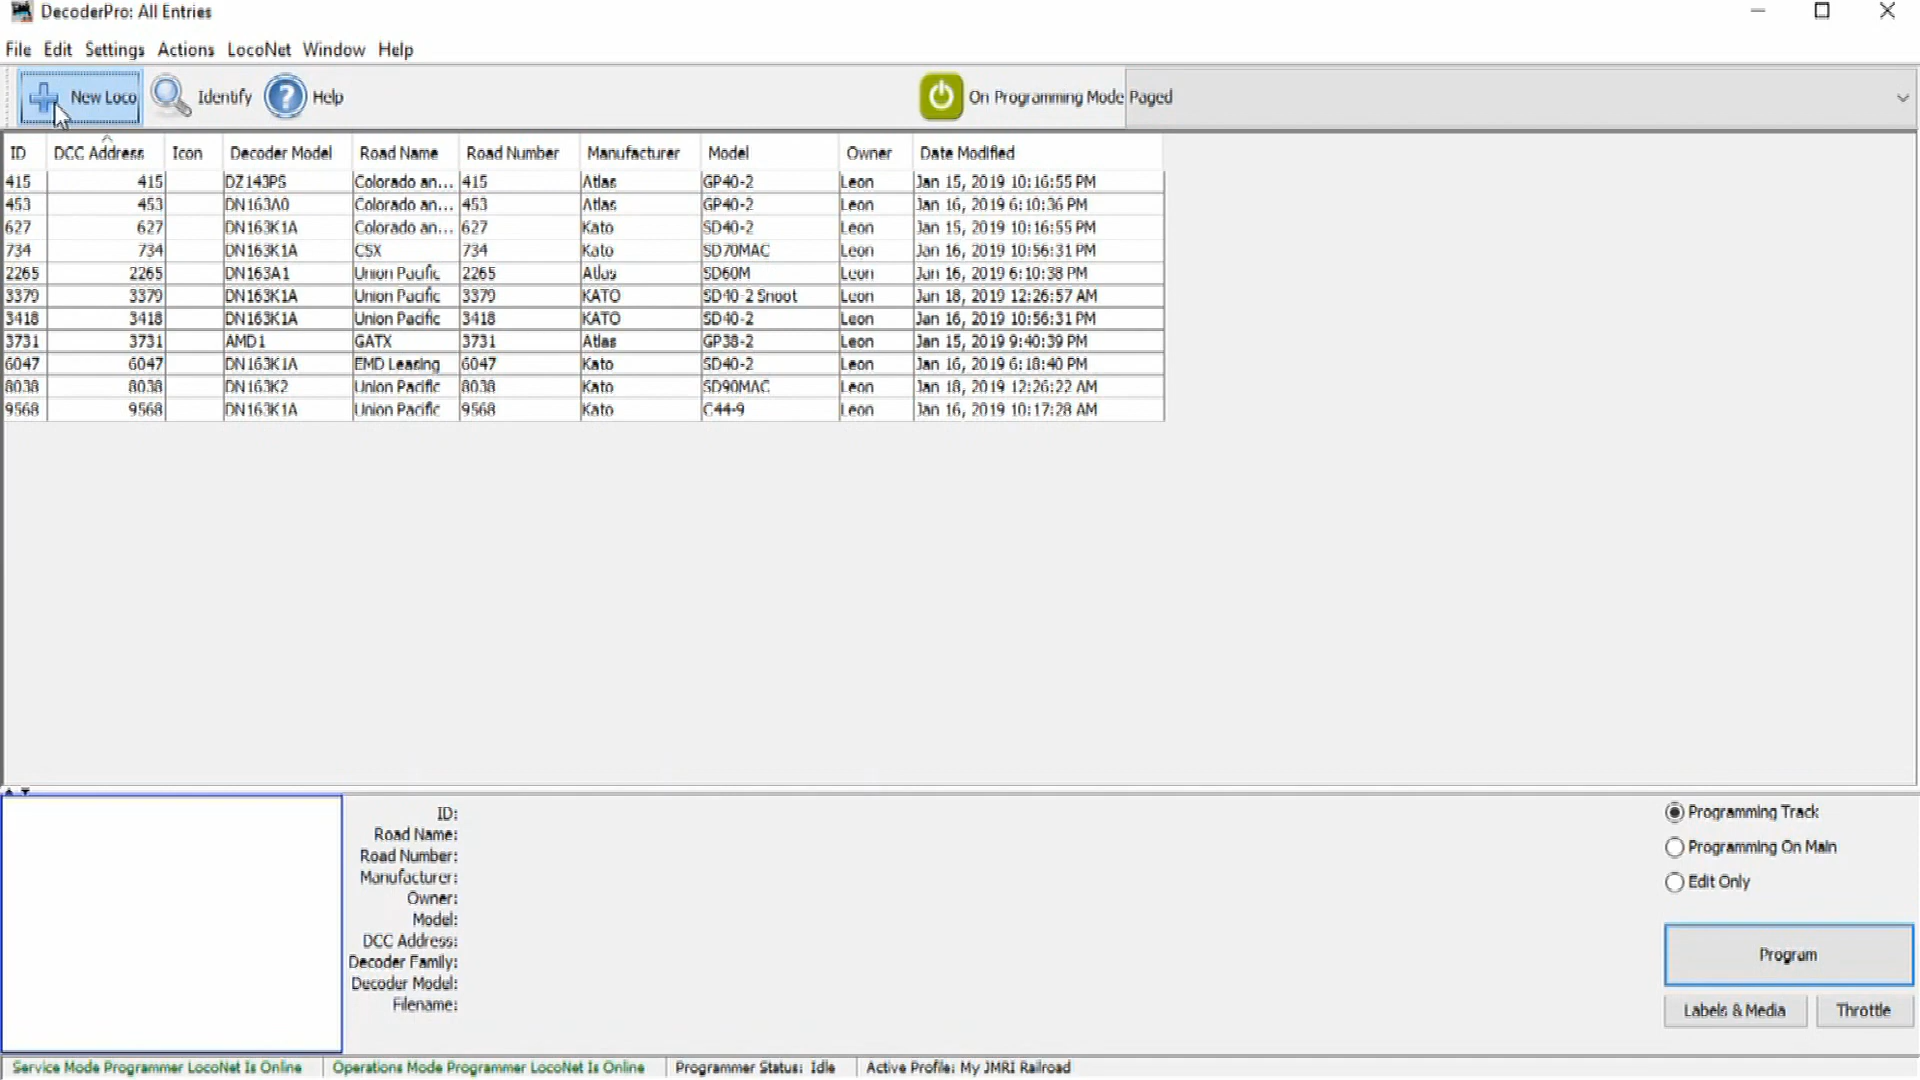 DecoderPro: All Entries
File Edit Settings Actions LocoNet Window Help
New Loco Identify Help On Programming Mode Paged
ID DCC Address Icon Decoder Model Road Name Road Number Manufacturer Model Owner Date Modified
415 415 DZ143PS Colorado an... 415 Atlas GP40-2 Leon Jan 15, 2019 10:16:55 PM
453 453 DN163A0 Colorado an... 453 Atlas GP40-2 Leon Jan 16, 2019 6:10:36 PM
627 627 DN163K1A Colorado an... 627 Kato SD40-2 Leon Jan 15, 2019 10:16:55 PM
734 734 DN163K1A CSX 734 Kato SD70MAC Leon Jan 16, 2019 10:56:31 PM
2265 2265 DN163A1 Union Pacific 2265 Atlas SD60M Leon Jan 16, 2019 6:10:38 PM
3379 3379 DN163K1A Union Pacific 3379 KATO SD40-2 Snoot Leon Jan 18, 2019 12:26:57 AM
3418 3418 DN163K1A Union Pacific 3418 KATO SD40-2 Leon Jan 16, 2019 10:56:31 PM
3731 3731 AMD1 GATX 3731 Atlas GP38-2 Leon Jan 15, 2019 9:40:39 PM
6047 6047 DN163K1A EMD Leasing 6047 Kato SD40-2 Leon Jan 16, 2019 6:18:40 PM
8038 8038 DN163K2 Union Pacific 8038 Kato SD90MAC Leon Jan 18, 2019 12:26:22 AM
9568 9568 DN163K1A Union Pacific 9568 Kato C44-9 Leon Jan 16, 2019 10:17:28 AM
ID:
Road Name:
Road Number:
Manufacturer:
Owner:
Model:
DCC Address:
Decoder Family:
Decoder Model:
Filename:
Programming Track
Programming On Main
Edit Only
Program
Labels & Media Throttle
Service Mode Programmer LocoNet Is Online Operations Mode Programmer LocoNet Is Online Programmer Status: Idle Active Profile: My JMRI Railroad